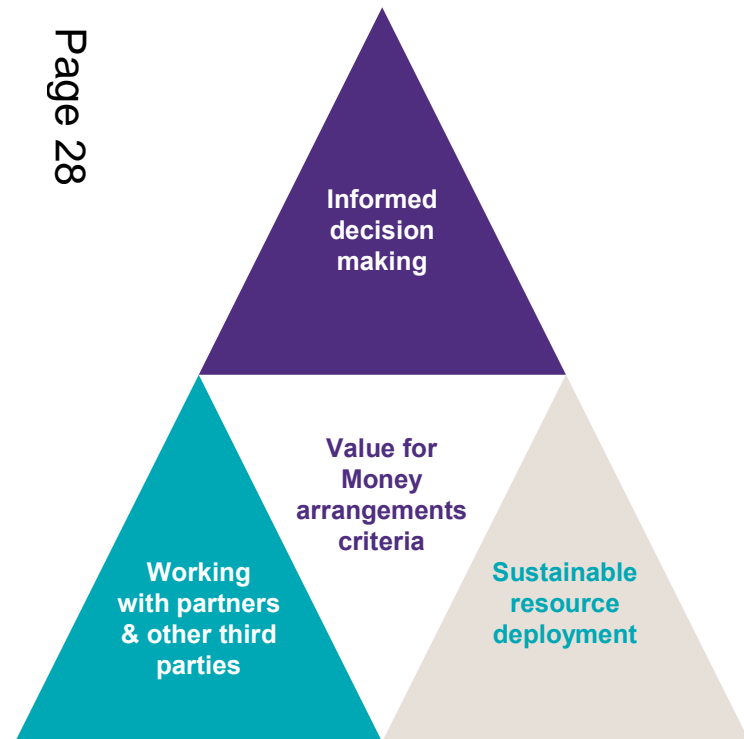 Page 28
Informed
decision
making
Value for
Money
arrangements
criteria
Working
with partners
& other third
parties
Sustainable
resource
deployment